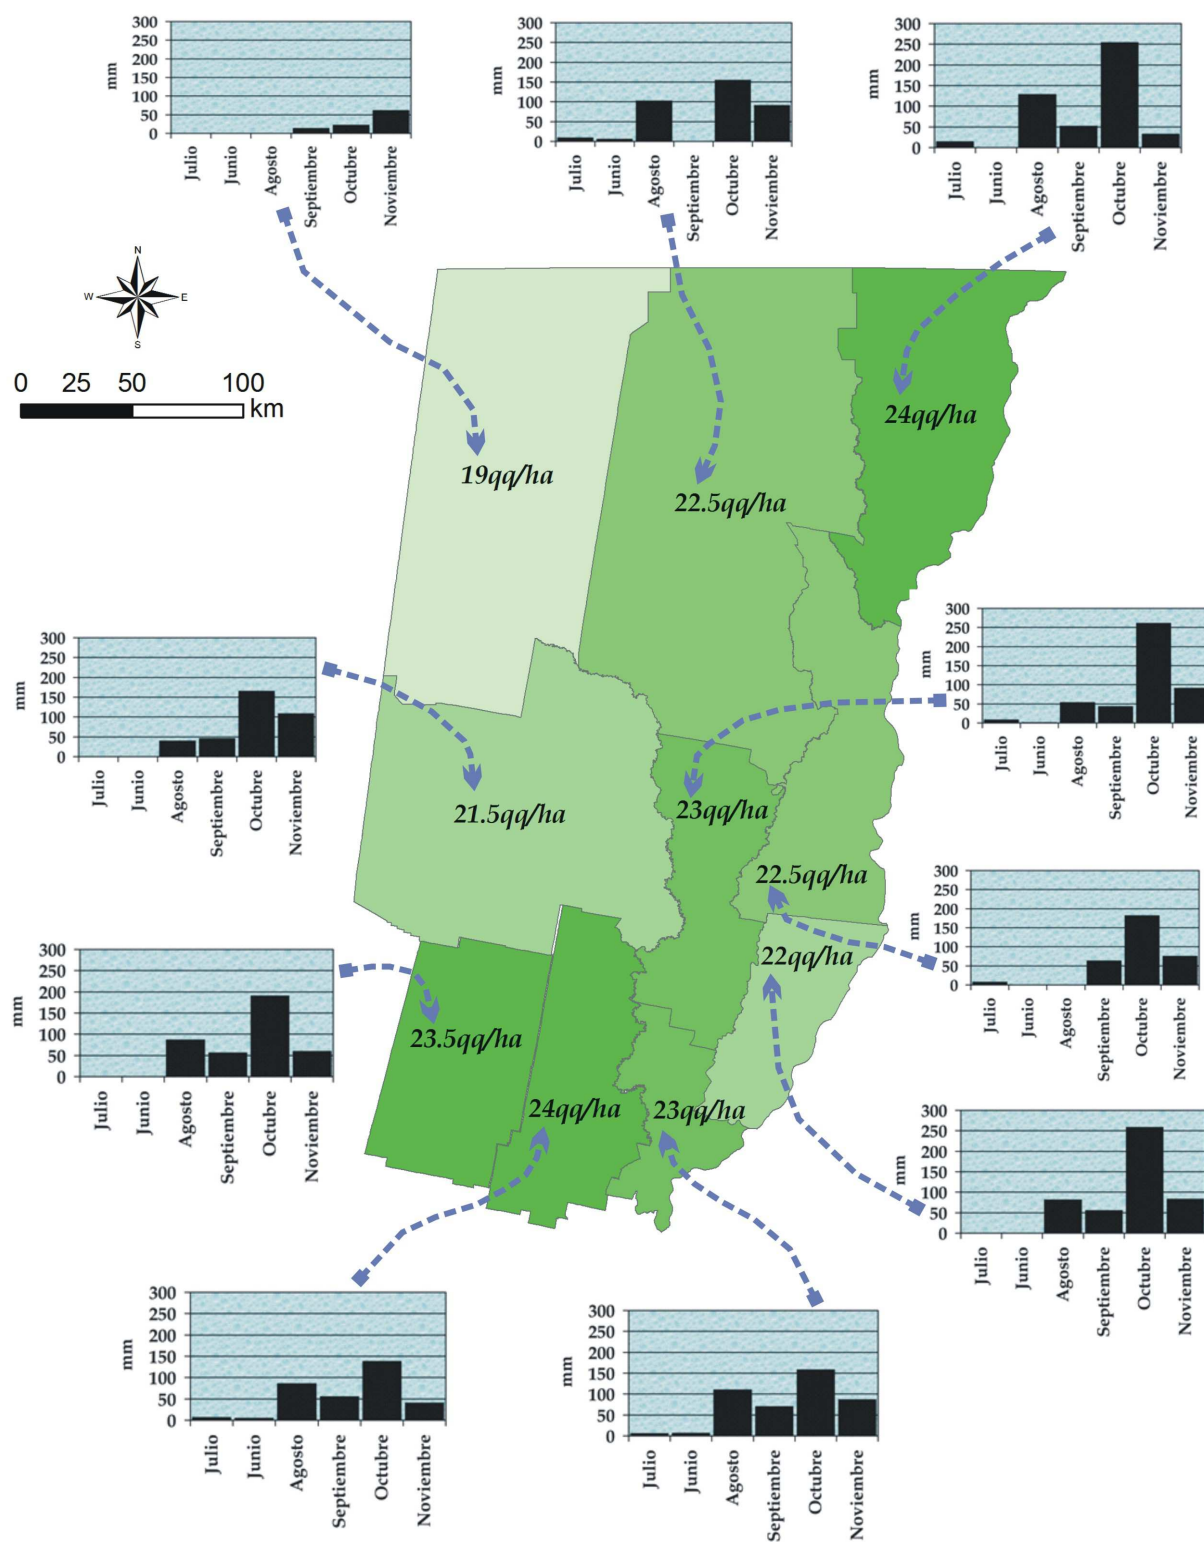 300
250
200
150
100
50
0
mm
Julio
Junio
Agosto
Septiembre
Octubre
Noviembre
300
250
200
150
100
50
0
mm
Julio
Junio
Agosto
Septiembre
Octubre
Noviembre
300
250
200
150
100
50
0
mm
Julio
Junio
Agosto
Septiembre
Octubre
Noviembre
N
W E
S
0 25 50 100
km
19qq/ha
22.5qq/ha
24qq/ha
300
250
200
150
100
50
0
mm
Julio
Junio
Agosto
Septiembre
Octubre
Noviembre
300
250
200
150
100
50
0
mm
Julio
Junio
Agosto
Septiembre
Octubre
Noviembre
21.5qq/ha
23qq/ha
22.5qq/ha
22qq/ha
300
250
200
150
100
50
0
mm
Julio
Junio
Agosto
Septiembre
Octubre
Noviembre
300
250
200
150
100
50
0
mm
Julio
Junio
Agosto
Septiembre
Octubre
Noviembre
23.5qq/ha
24qq/ha
23qq/ha
300
250
200
150
100
50
0
mm
Julio
Junio
Agosto
Septiembre
Octubre
Noviembre
300
250
200
150
100
50
0
mm
Julio
Junio
Agosto
Septiembre
Octubre
Noviembre
300
250
200
150
100
50
0
mm
Julio
Junio
Agosto
Septiembre
Octubre
Noviembre